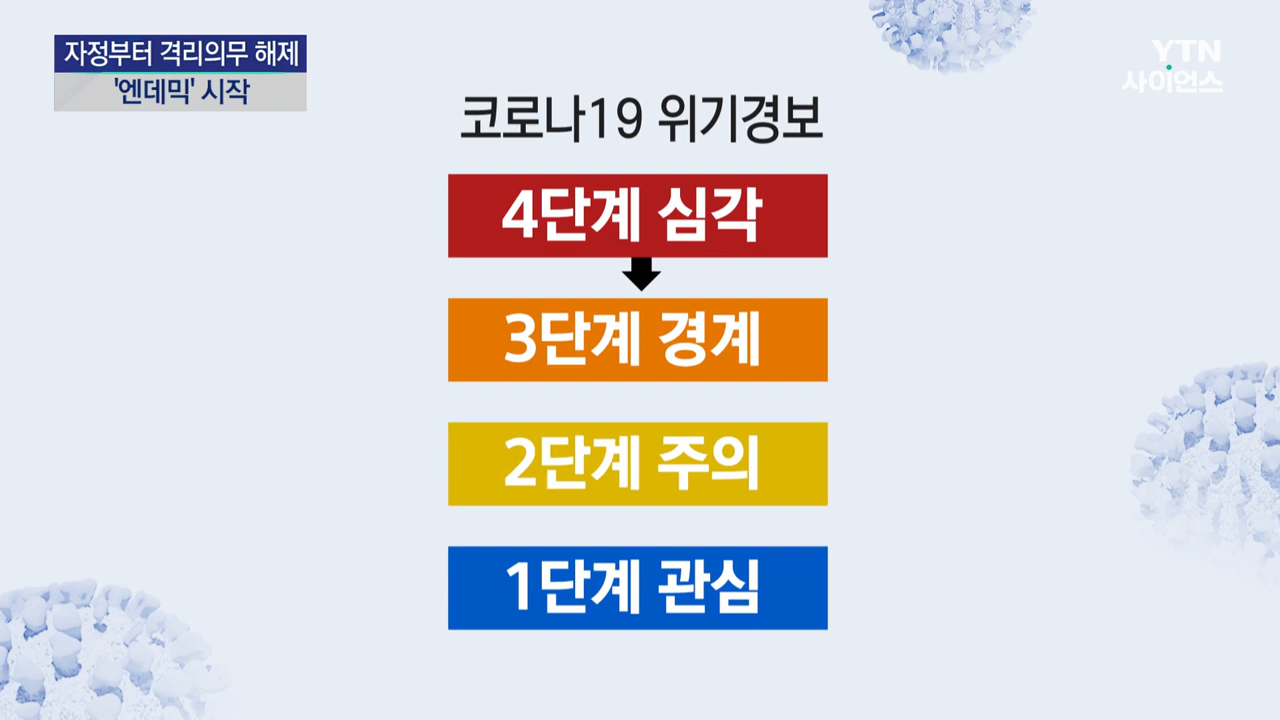 자정부터 격리의무 해제
'엔데믹' 시작
YTN
사이언스
코로나19 위기경보
4단계 심각
3단계 경계
2단계 주의
1단계 관심